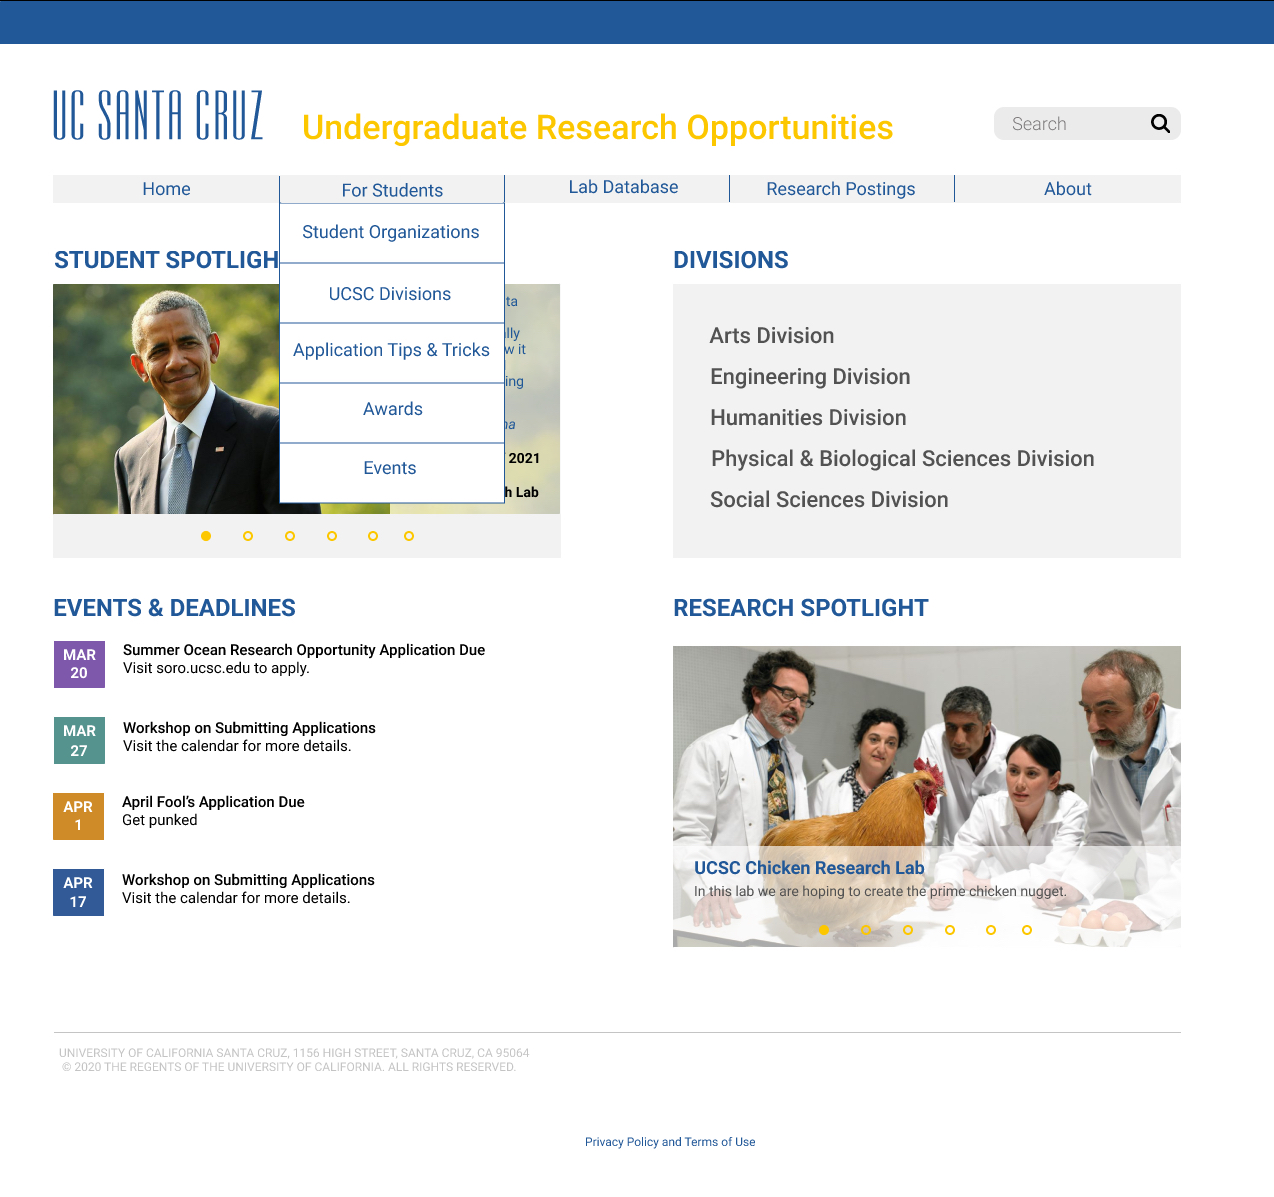 UC SANTA CRUZ
Undergraduate Research Opportunities
Search
Home
For Students
Lab Database
Research Postings
About
Student Organizations
UCSC Divisions
Application Tips & Tricks
Awards
Events
STUDENT SPOTLIGH
2021
Lab
DIVISIONS
Arts Division
Engineering Division
Humanities Division
Physical & Biological Sciences Division
Social Sciences Division
EVENTS & DEADLINES
MAR
20
Summer Ocean Research Opportunity Application Due
Visit soro.ucsc.edu to apply.
MAR
27
Workshop on Submitting Applications
Visit the calendar for more details.
APR
1
April Fool's Application Due
Get punked
APR
17
Workshop on Submitting Applications
Visit the calendar for more details.
RESEARCH SPOTLIGHT
UCSC Chicken Research Lab
In this lab we are hoping to create the prime chicken nugget.
UNIVERSITY OF CALIFORNIA SANTA CRUZ, 1156 HIGH STREET, SANTA CRUZ, CA 95064
© 2020 THE REGENTS OF THE UNIVERSITY OF CALIFORNIA. ALL RIGHTS RESERVED.
Privacy Policy and Terms of Use